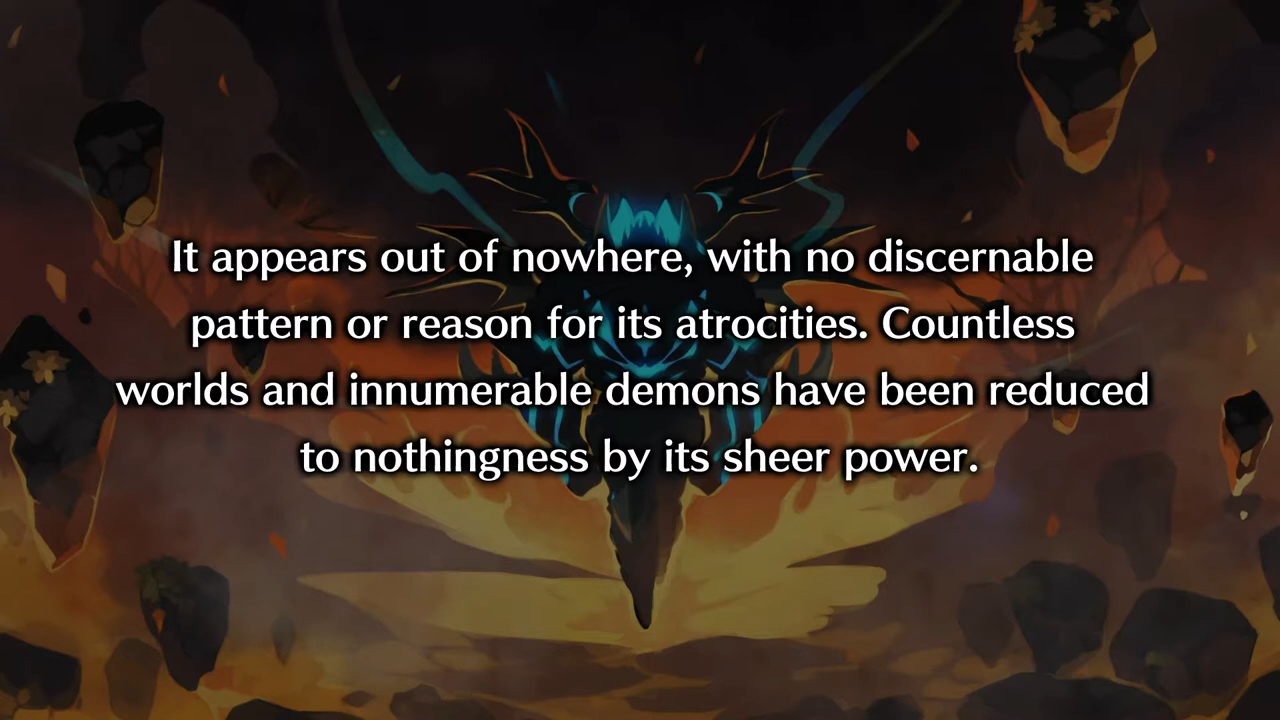 It appears out of nowhere, with no discernable
pattern or reason for its atrocities. Countless
worlds and innumerable demons have been reduced
to nothingness by its sheer power.